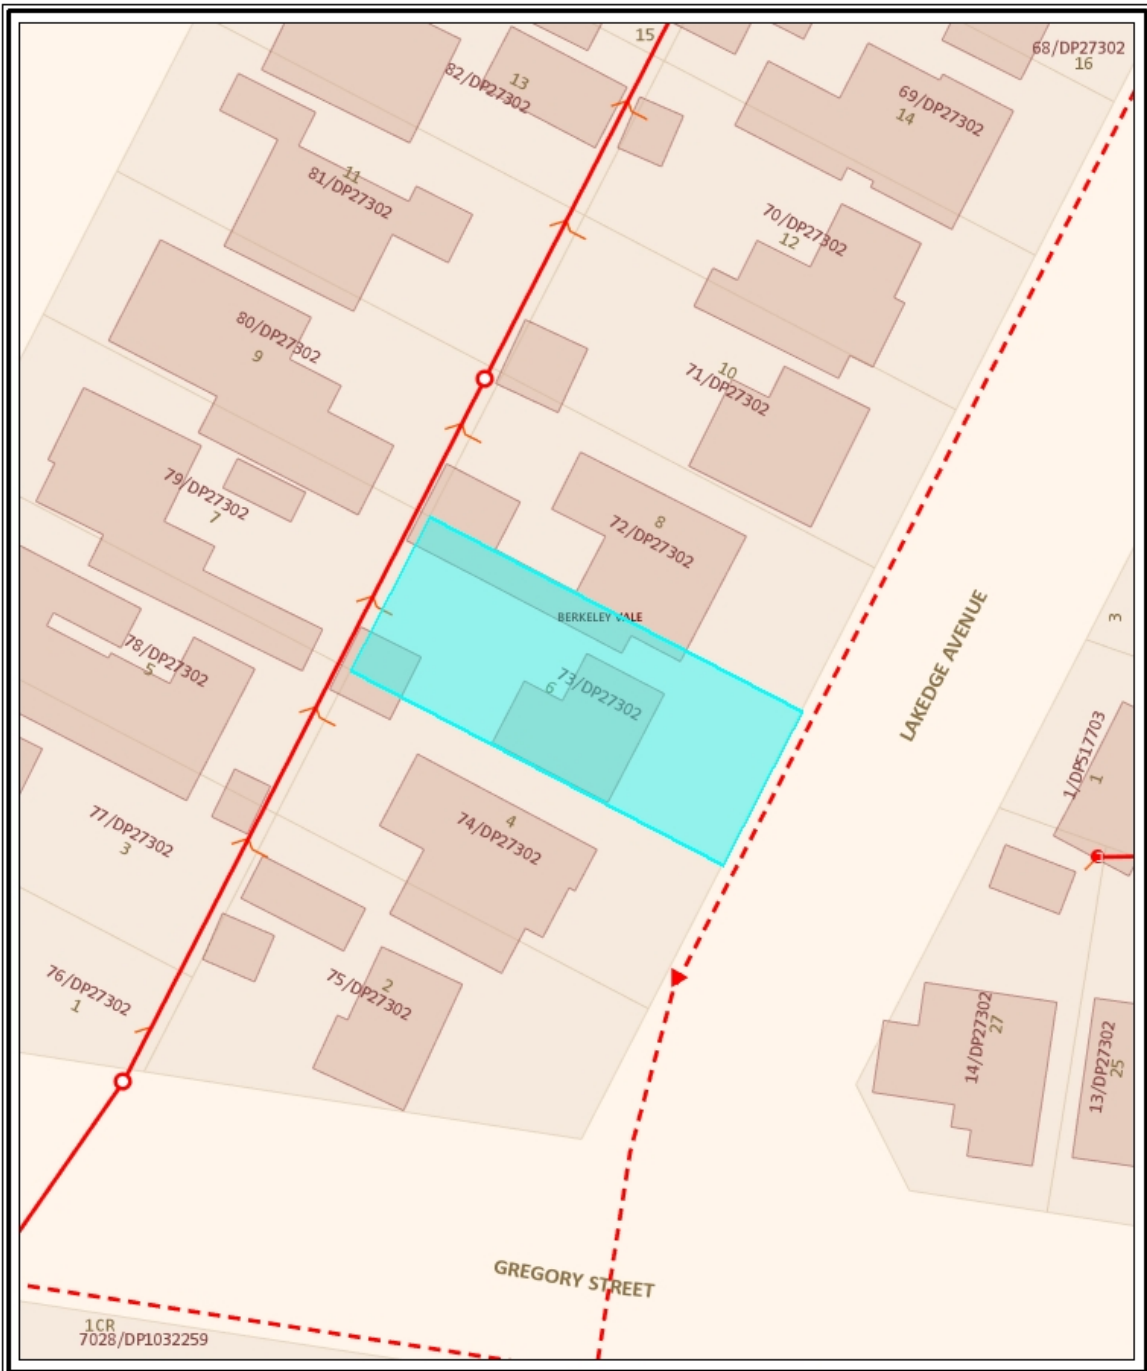 15
68/DP27302
16
13
82/DP27302
69/DP27302
14
11
81/DP27302
70/DP27302
12
80/DP27302
9
10
71/DP27302
79/DP27302
7
8
72/DP27302
BERKELEY VALE
LAKEDGE AVENUE
3
78/DP27302
5
73/DP27302
6
1/DP517703
1
77/DP27302
3
4
74/DP27302
76/DP27302
1
2
75/DP27302
14/DP27302
27
13/DP27302
25
GREGORY STREET
1CR
7028/DP1032259